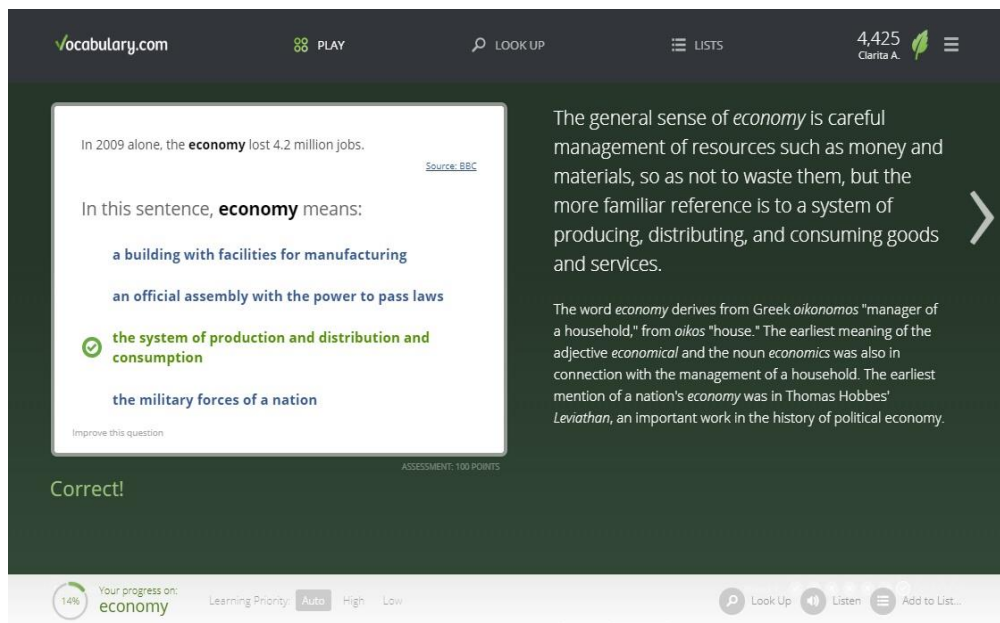 Vocabulary.com
PLAY
LOOK UP
LISTS
4,425
Clarita A.
In 2009 alone, the economy lost 4.2 million jobs.
Source: BBC
In this sentence, economy means:
a building with facilities for manufacturing
an official assembly with the power to pass laws
the system of production and distribution and
consumption
the military forces of a nation
Improve this question
ASSESSMENT: 100 POINTS
Correct!
The general sense of economy is careful
management of resources such as money and
materials, so as not to waste them, but the
more familiar reference is to a system of
producing, distributing, and consuming goods
and services.
The word economy derives from Greek oikonomos "manager of
a household," from oikos "house." The earliest meaning of the
adjective economical and the noun economics was also in
connection with the management of a household. The earliest
mention of a nation's economy was in Thomas Hobbes'
Leviathan, an important work in the history of political economy.
14%
Your progress on:
economy
Learning Priority: Auto High Low
Look Up
Listen
Add to List...